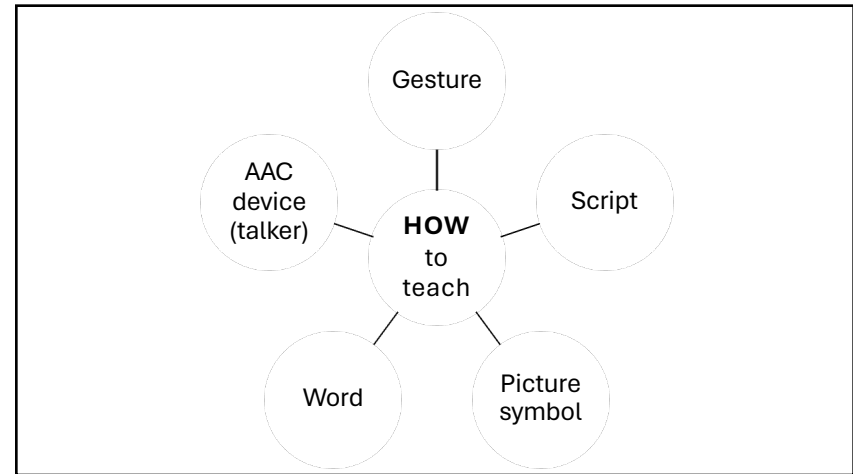 Gesture
AAC
device
(talker)
Script
HOW
to
teach
Word
Picture
symbol